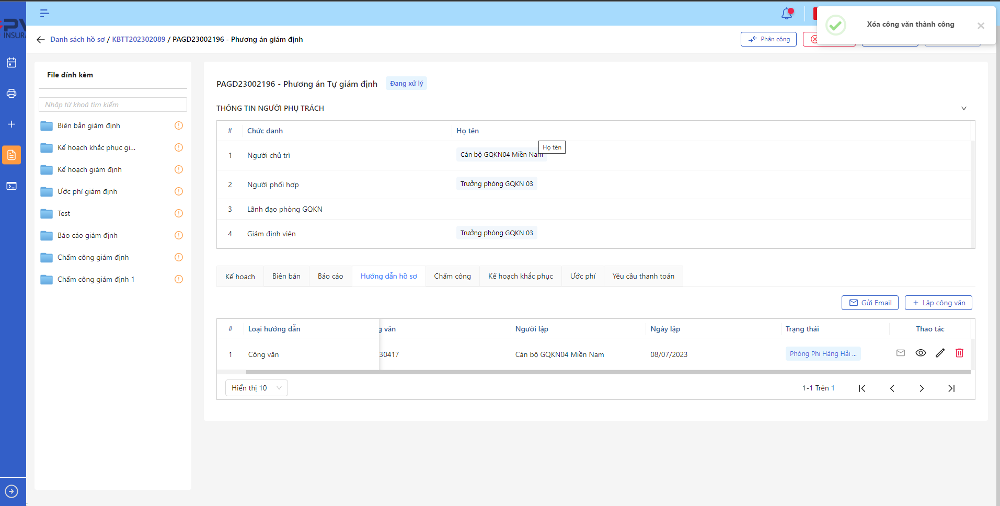 PV
INSURA
Xóa công văn thành công
Danh sách hồ sơ / KBTT202302089 / PAGD23002196 - Phương án giám định
Phân công
File đính kèm
Nhập từ khoá tìm kiếm
Biên bản giám định
Kế hoạch khắc phục gi...
Kế hoạch giám định
Ước phí giám định
Test
Báo cáo giám định
Chấm công giám định
Chấm công giám định 1
PAGD23002196 - Phương án Tự giám định
Đang xử lý
THÔNG TIN NGƯỜI PHỤ TRÁCH
# Chức danh Họ tên
Họ tên
1 Người chủ trì Cán bộ GQKN04 Miền Nam
2 Người phối hợp Trưởng phòng GQKN 03
3 Lãnh đạo phòng GQKN
4 Giám định viên Trưởng phòng GQKN 03
Kế hoạch Biên bản Báo cáo Hướng dẫn hồ sơ Chấm công Kế hoạch khắc phục Ước phí Yêu cầu thanh toán
Gửi Email + Lập công văn
# Loại hướng dẫn g văn Người lập Ngày lập Trạng thái Thao tác
1 Công văn 30417 Cán bộ GQKN04 Miền Nam 08/07/2023 Phòng Phi Hàng Hải ...
Hiển thị 10
1-1 Trên 1